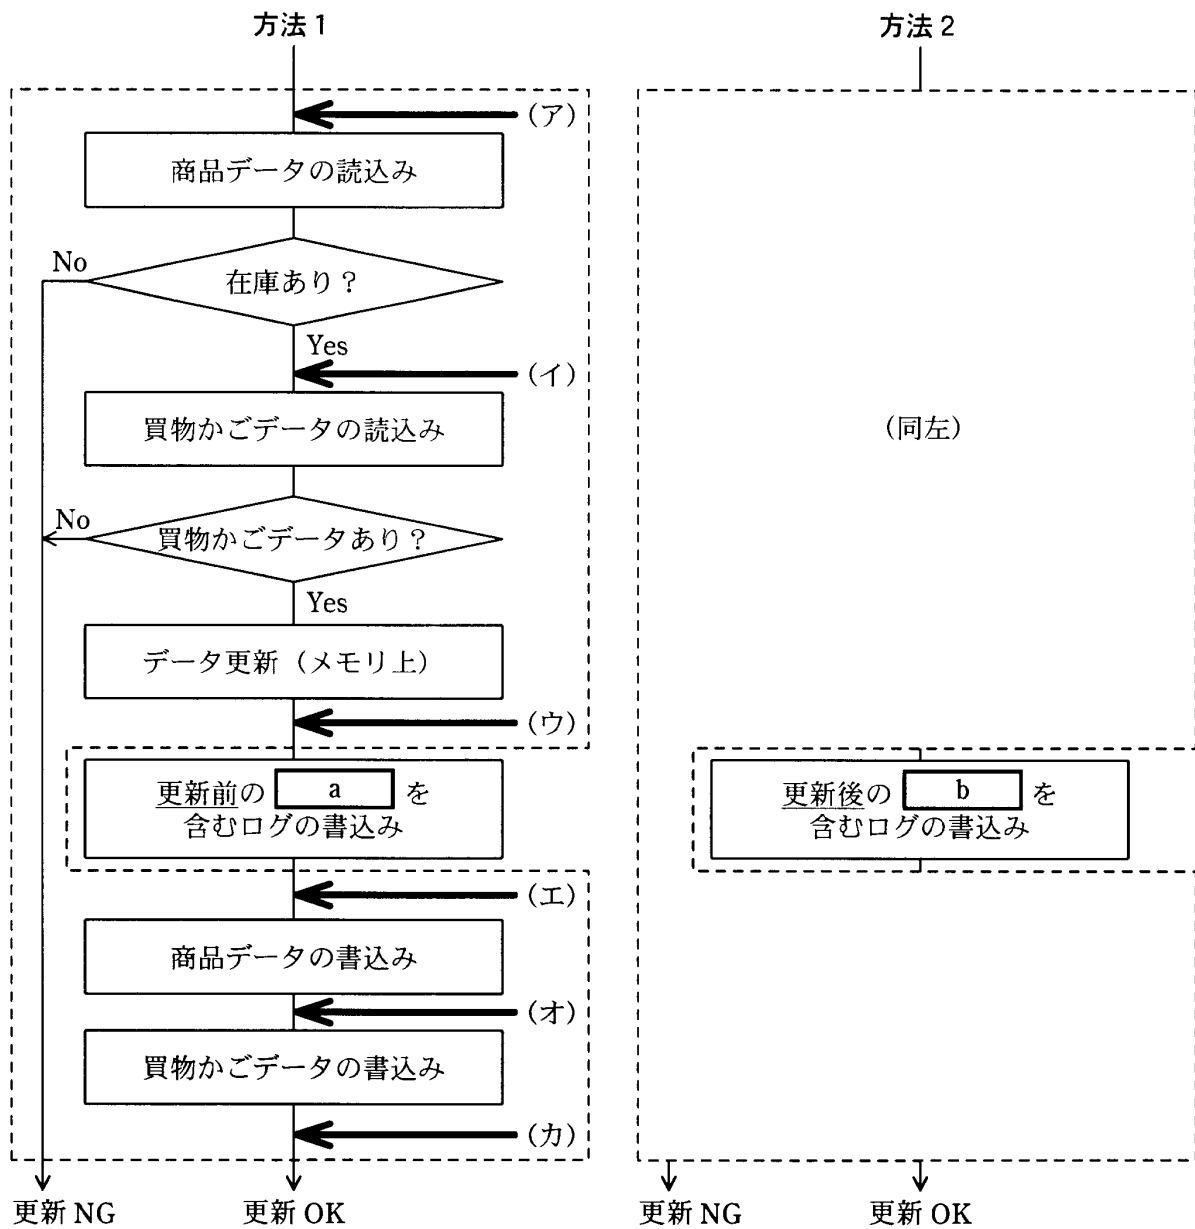 方法1
(ア)
商品データの読込み
No
在庫あり？
Yes
(イ)
買物かごデータの読込み
No
買物かごデータあり？
Yes
データ更新（メモリ上）
(ウ)
更新前の a を
含むログの書込み
(エ)
商品データの書込み
(オ)
買物かごデータの書込み
(カ)
更新 NG
更新 OK
方法2
(同左)
更新後の b を
含むログの書込み
更新 NG
更新 OK